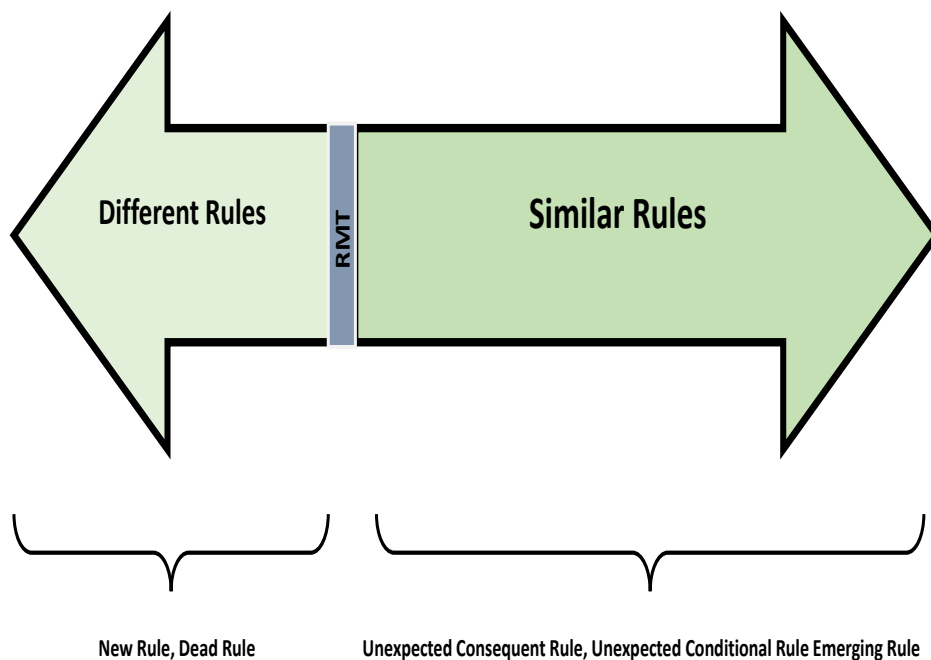 Different Rules
RMT
Similar Rules
New Rule, Dead Rule
Unexpected Consequent Rule, Unexpected Conditional Rule Emerging Rule